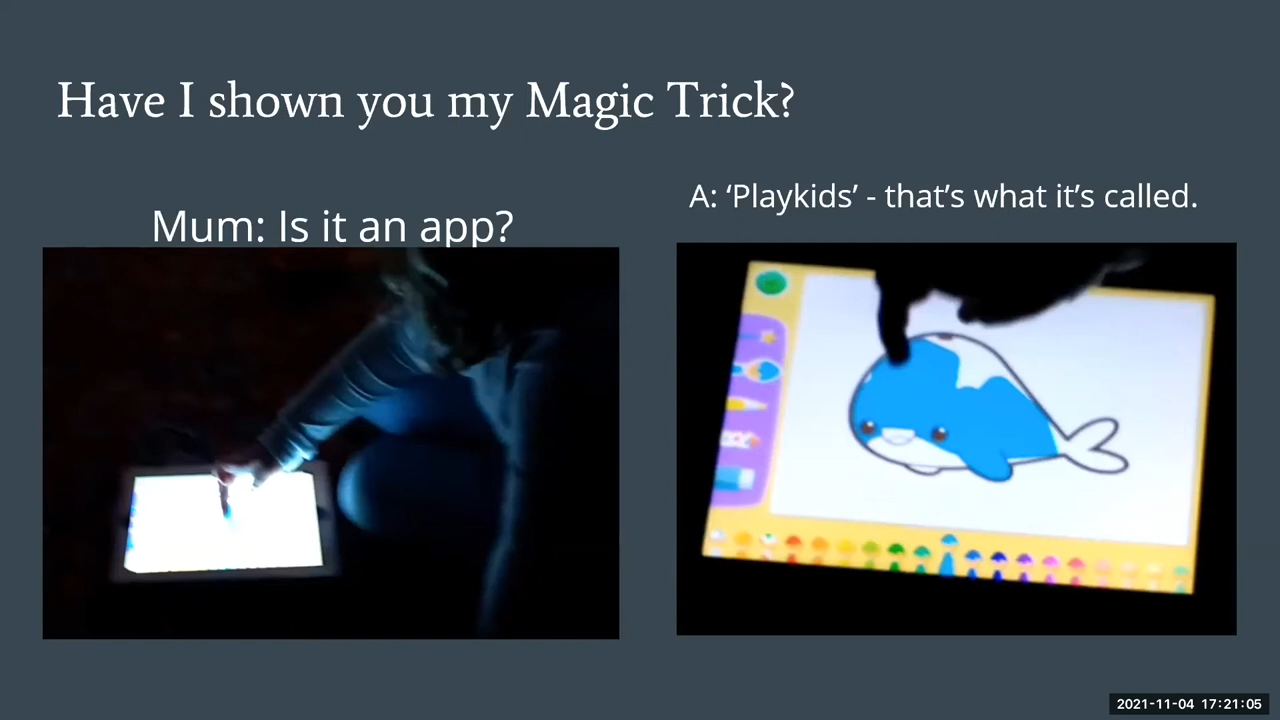 Have I shown you my Magic Trick?
Mum: Is it an app?
A: ‘Playkids’ - that’s what it’s called.
2021-11-04 17:21:05